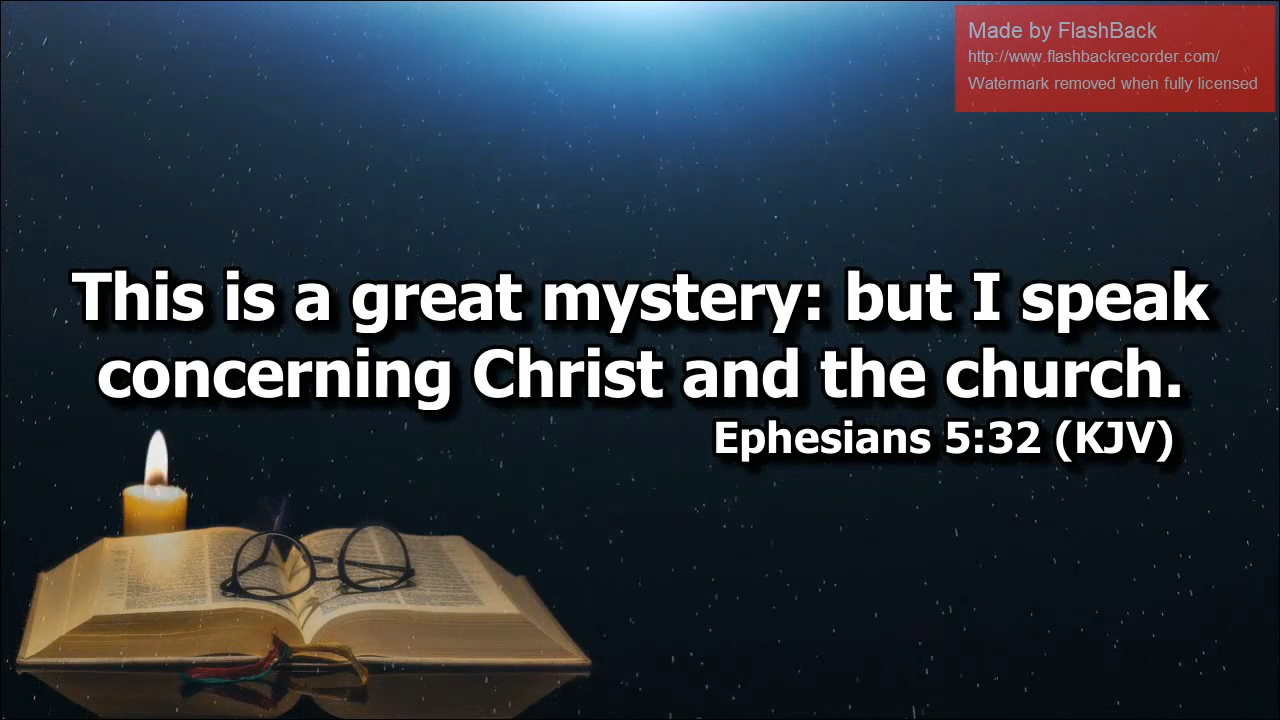 Made by FlashBack
http://www.flashbackrecorder.com/
Watermark removed when fully licensed
This is a great mystery: but I speak
concerning Christ and the church.
Ephesians 5:32 (KJV)